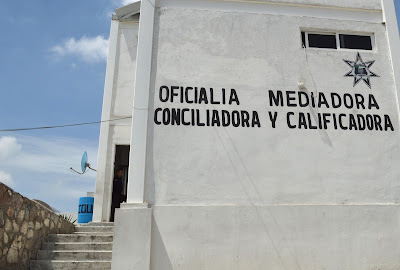 OFICIALIA MEDIADORA
CONCILIADORA Y CALIFICADORA